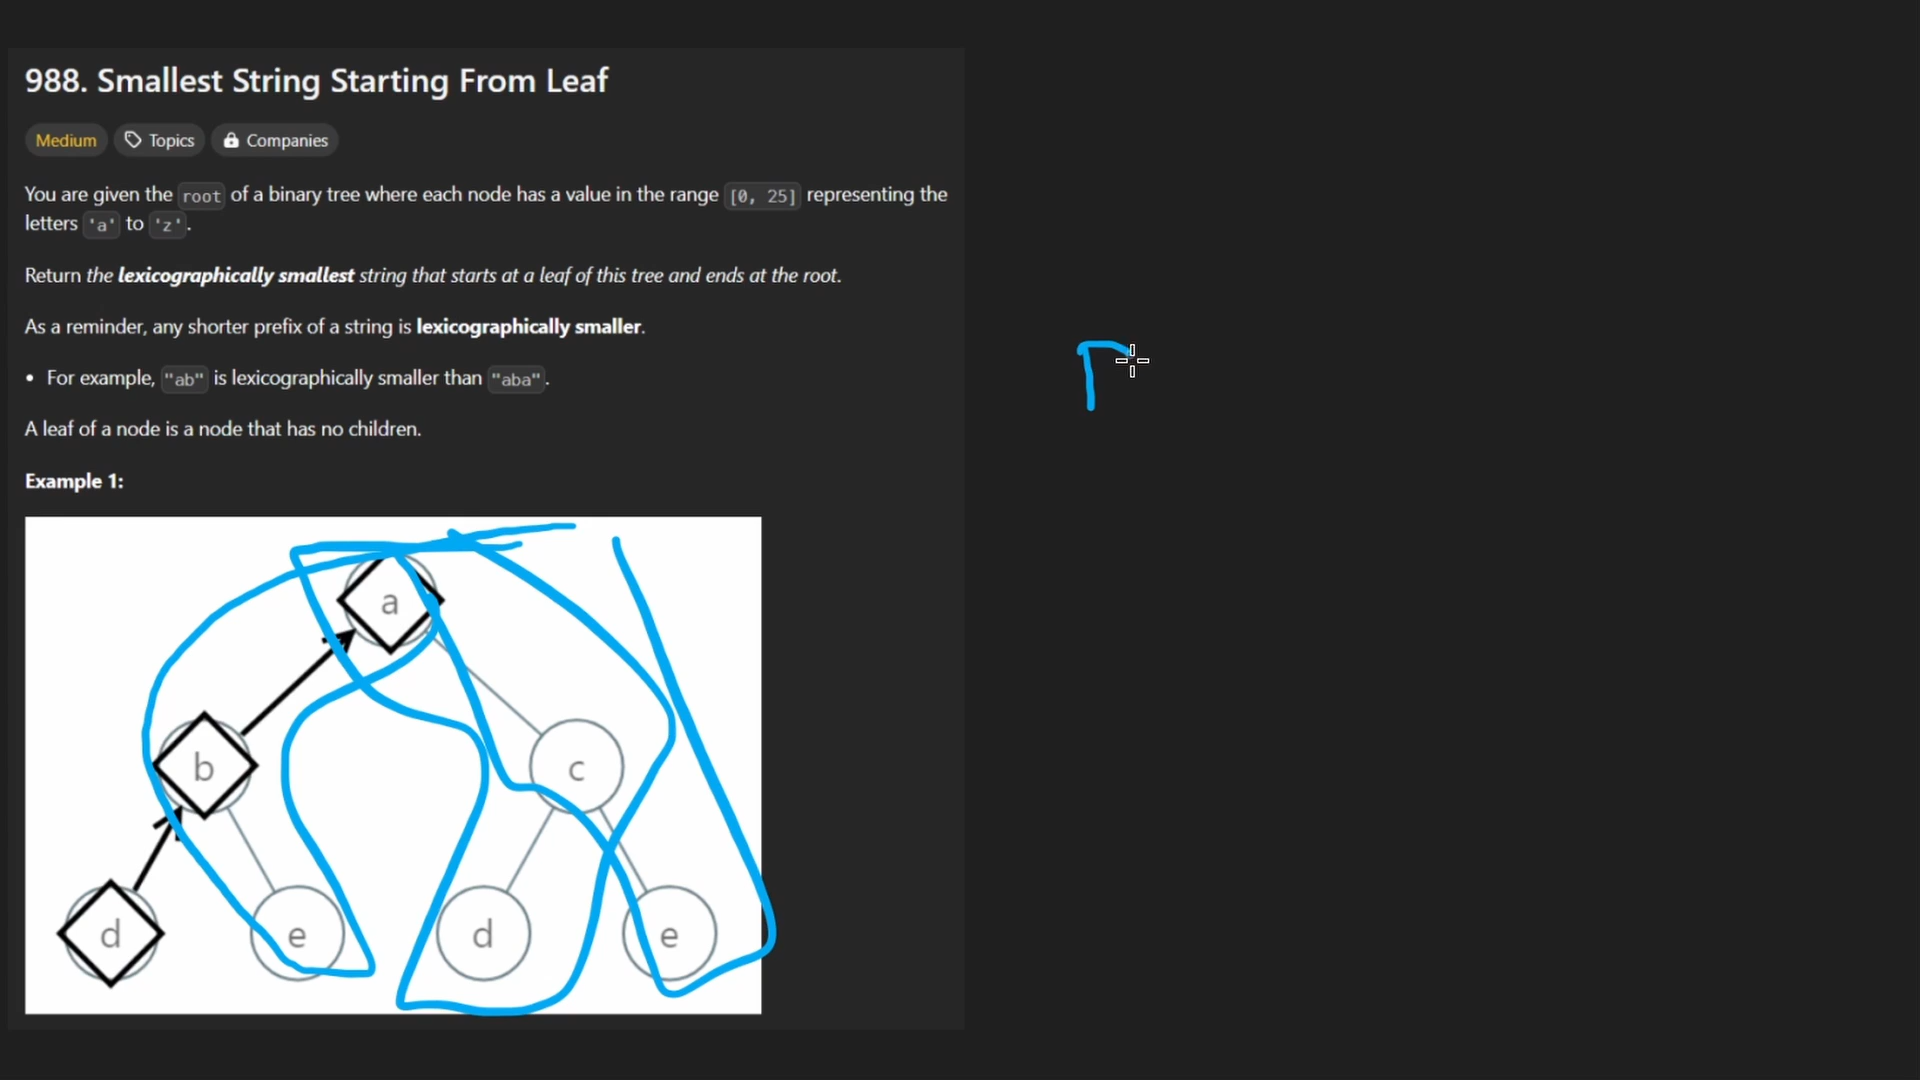 988. Smallest String Starting From Leaf
Medium Topics Companies
You are given the root of a binary tree where each node has a value in the range [0, 25] representing the
letters 'a' to 'z'.
Return the lexicographically smallest string that starts at a leaf of this tree and ends at the root.
As a reminder, any shorter prefix of a string is lexicographically smaller.
• For example, "ab" is lexicographically smaller than "aba".
A leaf of a node is a node that has no children.
Example 1:
a
b c
d e d e